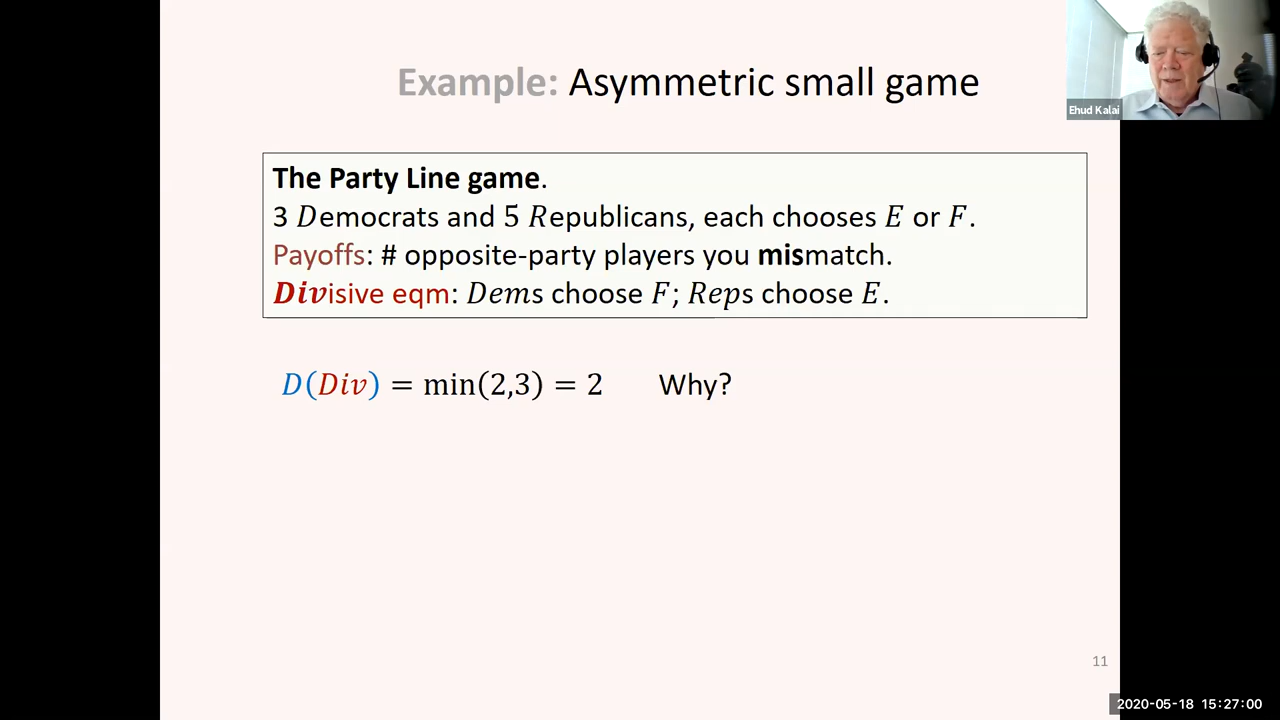 Example: Asymmetric small game
Ehud Kalai
The Party Line game.
3 Democrats and 5 Republicans, each chooses E or F.
Payoffs: # opposite-party players you mismatch.
Divisive eqm: Dems choose F; Reps choose E.
D(Div) = min(2,3) = 2 Why?
11
2020-05-18 15:27:00